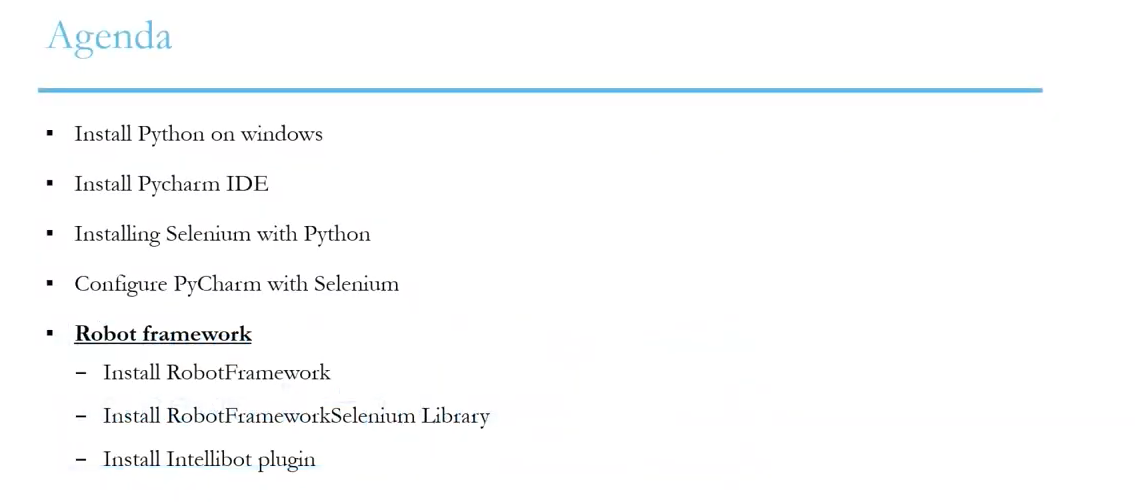 Agenda
▪ Install Python on windows
▪ Install Pycharm IDE
▪ Installing Selenium with Python
▪ Configure PyCharm with Selenium
▪ Robot framework
– Install RobotFramework
– Install RobotFrameworkSelenium Library
– Install Intellibot plugin